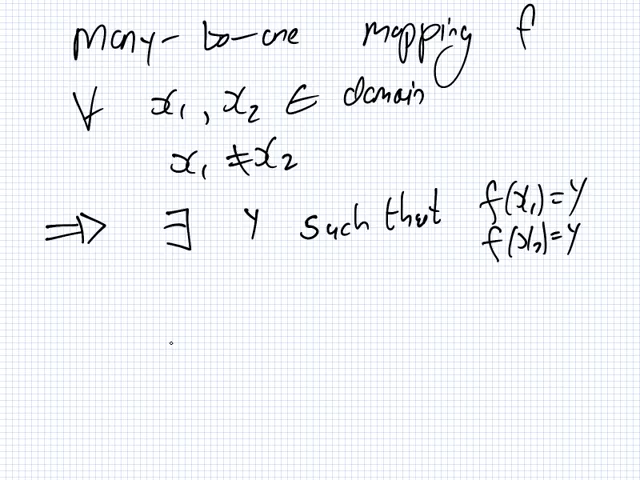 many-to-one mapping f
∀ x₁, x₂ ∈ domain
x₁ ≠ x₂
⟹ ∃ y such that f(x₁)=y
f(x₂)=y